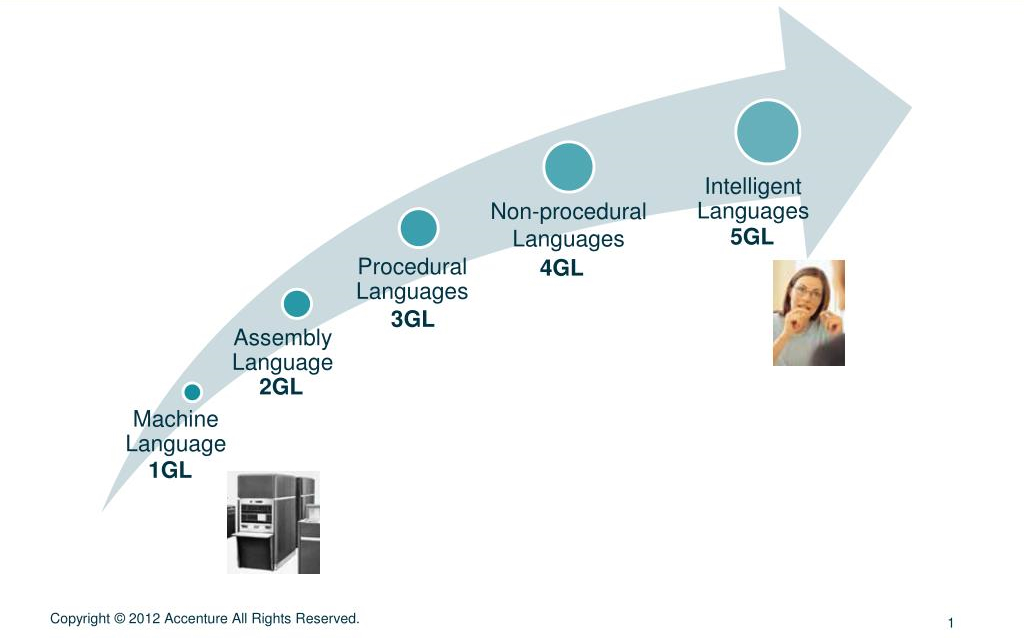 Machine
Language
1GL
Assembly
Language
2GL
Procedural
Languages
3GL
Non-procedural
Languages
4GL
Intelligent
Languages
5GL
Copyright © 2012 Accenture All Rights Reserved.
1